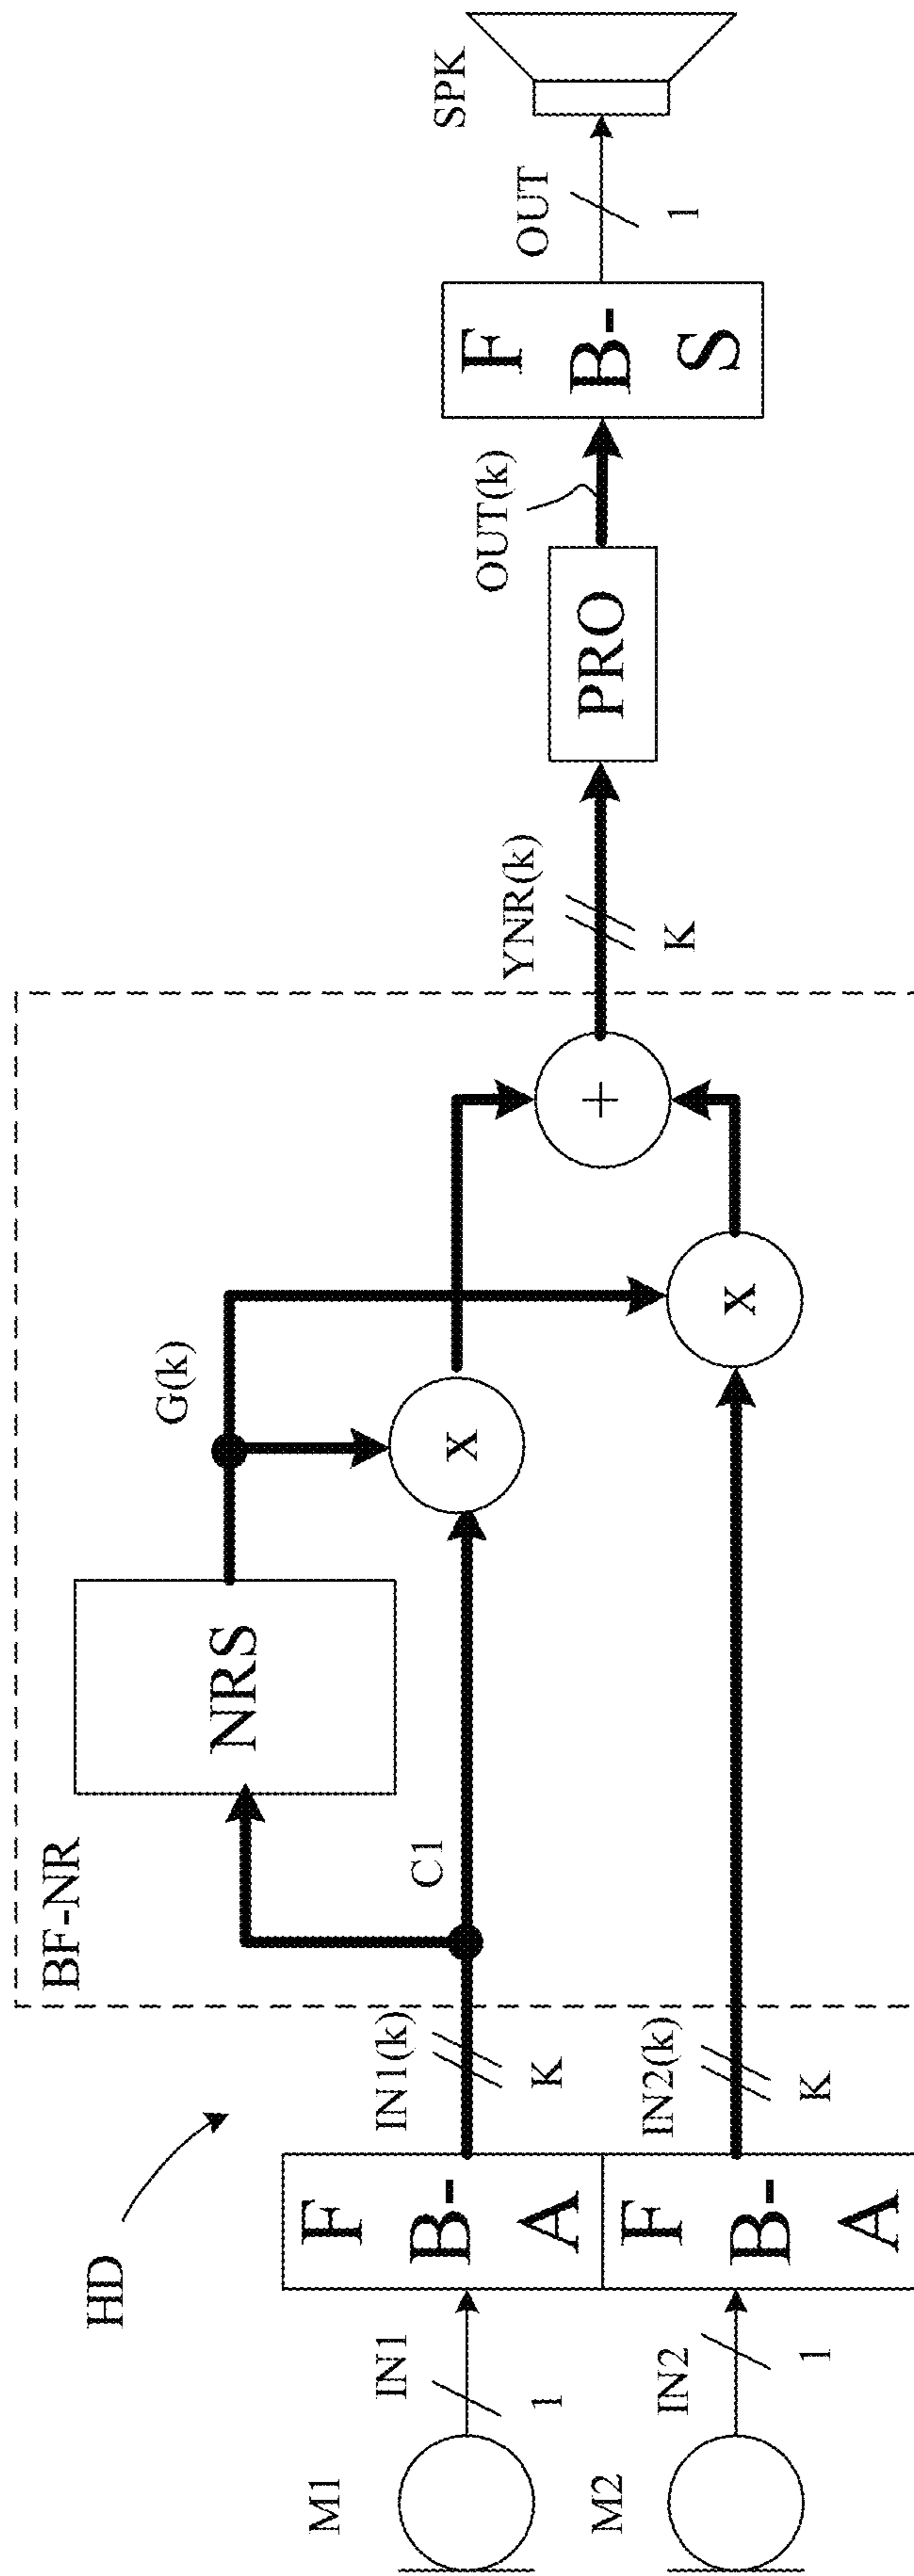 HD
BF-NR
NRS
G(k)
C1
M1
IN1
1
F
B-
A
IN1(k)
K
X
+
YNR(k)
K
PRO
OUT(k)
F
B-
S
OUT
1
SPK
M2
IN2
1
F
B-
A
IN2(k)
K
X